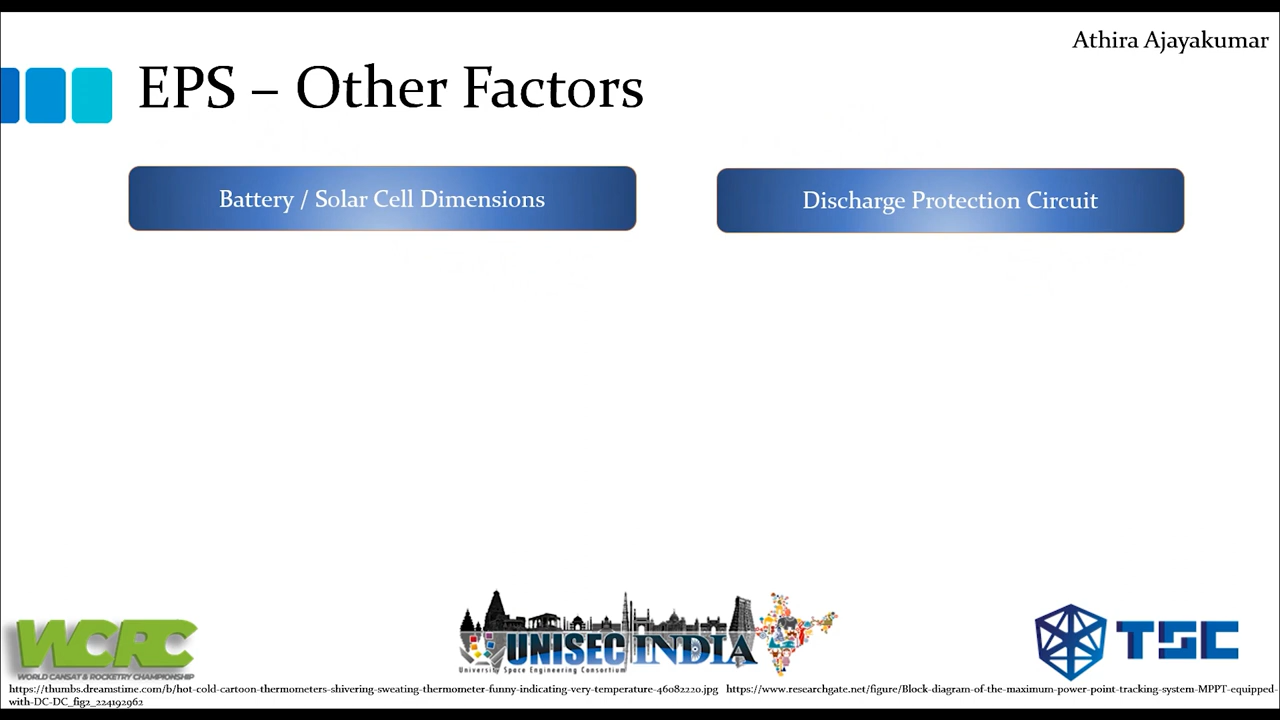 Athira Ajayakumar
EPS – Other Factors
Battery / Solar Cell Dimensions
Discharge Protection Circuit
WCRC
WORLD CANSAT & ROCKETRY CHAMPIONSHIP
UNISEC INDIA
University Space Engineering Consortium
TSC
https://thumbs.dreamstime.com/b/hot-cold-cartoon-thermometers-shivering-sweating-thermometer-funny-indicating-very-temperature-46082220.jpg https://www.researchgate.net/figure/Block-diagram-of-the-maximum-power-point-tracking-system-MPPT-equipped-
with-DC-DC_fig2_224192962